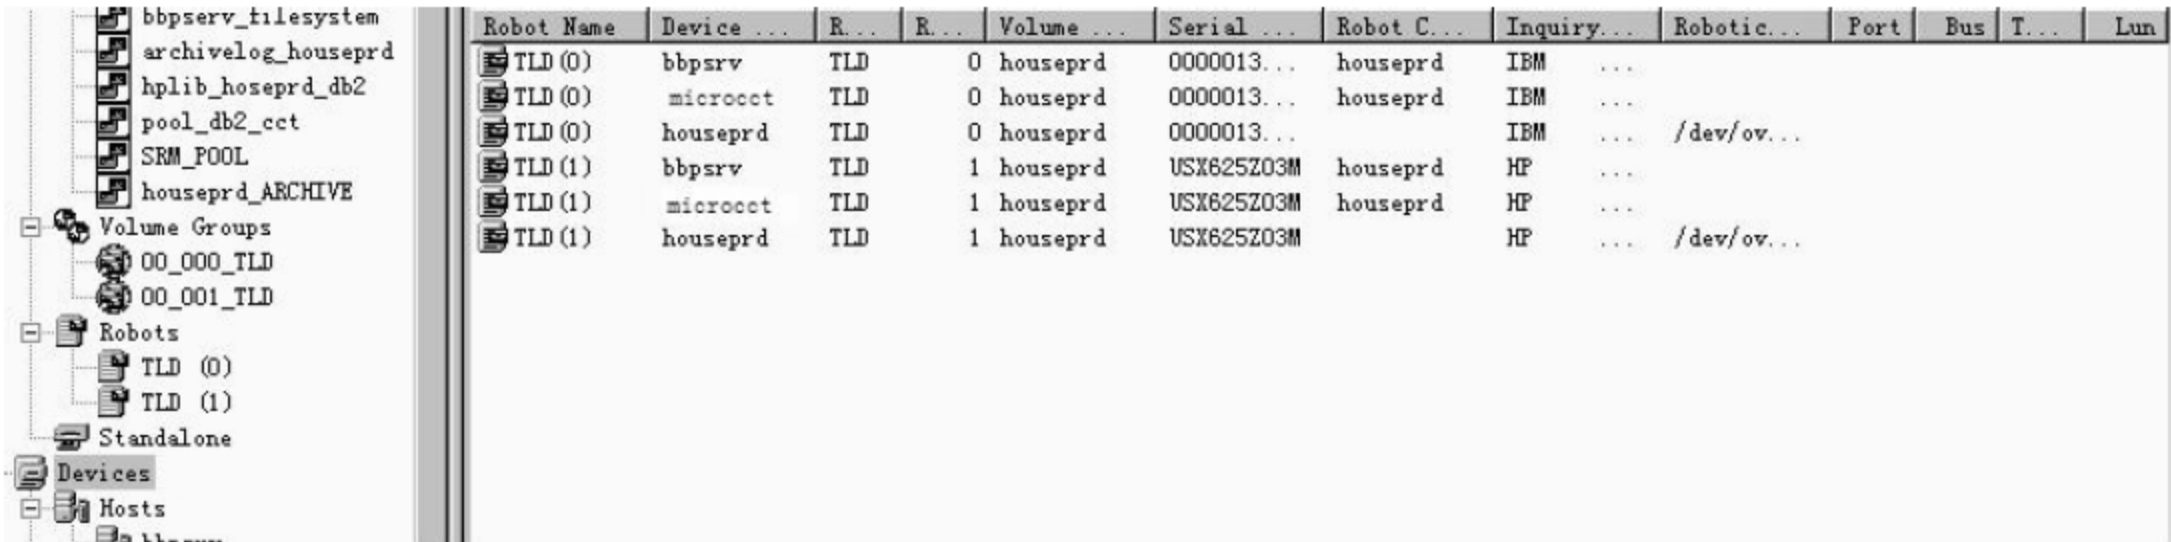 bbpserv_filesystem
archivelog_houseprd
hplib_hoseprd_db2
pool_db2_cct
SRM_POOL
houseprd_ARCHIVE
Volume Groups
00_000_TLD
00_001_TLD
Robots
TLD (0)
TLD (1)
Standalone
Devices
Hosts
Robot Name Device ... R... R... Volume ... Serial ... Robot C... Inquiry... Robotic... Port Bus T... Lun
TLD(0) bbpsrv TLD 0 houseprd 0000013... houseprd IBM ...
TLD(0) microcct TLD 0 houseprd 0000013... houseprd IBM ...
TLD(0) houseprd TLD 0 houseprd 0000013... IBM ... /dev/ov...
TLD(1) bbpsrv TLD 1 houseprd USX625Z03M houseprd HP ...
TLD(1) microcct TLD 1 houseprd USX625Z03M houseprd HP ...
TLD(1) houseprd TLD 1 houseprd USX625Z03M HP ... /dev/ov...